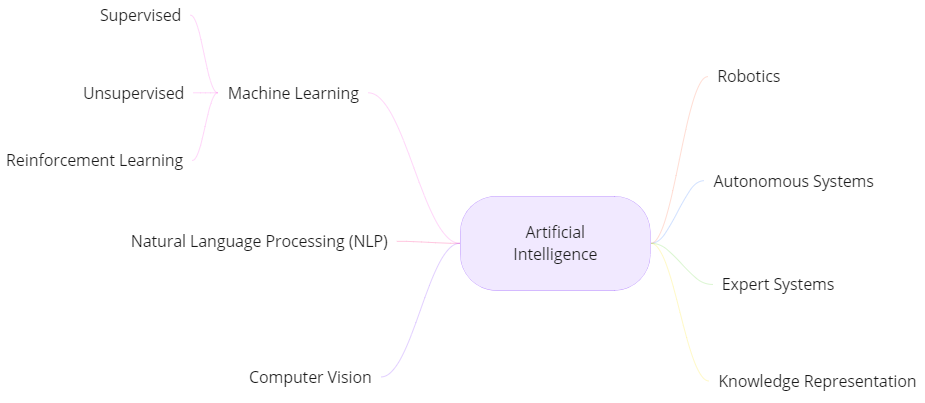 Supervised
Unsupervised
Reinforcement Learning
Machine Learning
Natural Language Processing (NLP)
Computer Vision
Artificial
Intelligence
Robotics
Autonomous Systems
Expert Systems
Knowledge Representation